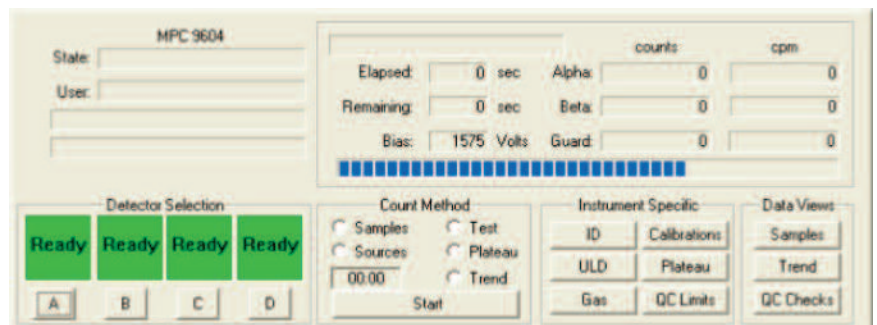 MPC 9604
State:
User:
counts cpm
Elapsed: 0 sec Alpha: 0 0
Remaining: 0 sec Beta: 0 0
Bias: 1575 Volts Guard: 0 0
Detector Selection
Ready Ready Ready Ready
A B C D
Count Method
Samples Test
Sources Plateau
00:00 Trend
Start
Instrument Specific
ID Calibrations
ULD Plateau
Gas QC Limits
Data Views
Samples
Trend
QC Checks